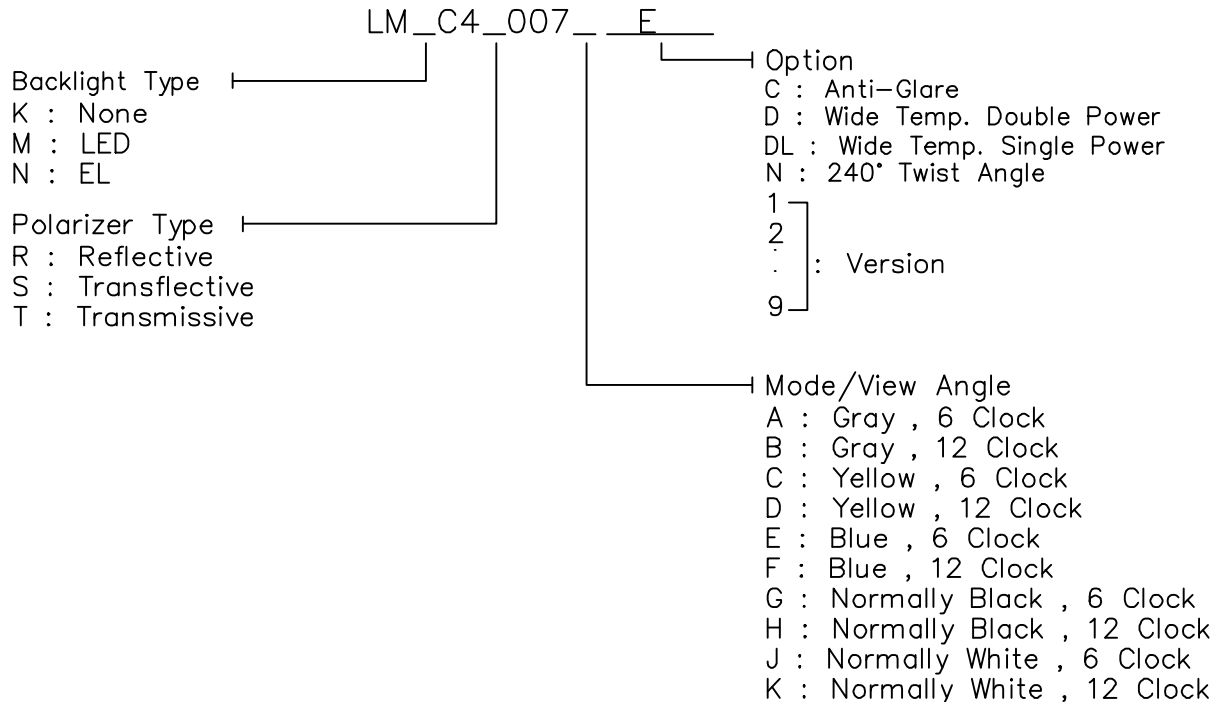 LM_C4_007_ __E__
Backlight Type
K : None
M : LED
N : EL
Polarizer Type
R : Reflective
S : Transflective
T : Transmissive
Option
C : Anti-Glare
D : Wide Temp. Double Power
DL : Wide Temp. Single Power
N : 240° Twist Angle
1
2
.
.
9
: Version
Mode/View Angle
A : Gray , 6 Clock
B : Gray , 12 Clock
C : Yellow , 6 Clock
D : Yellow , 12 Clock
E : Blue , 6 Clock
F : Blue , 12 Clock
G : Normally Black , 6 Clock
H : Normally Black , 12 Clock
J : Normally White , 6 Clock
K : Normally White , 12 Clock